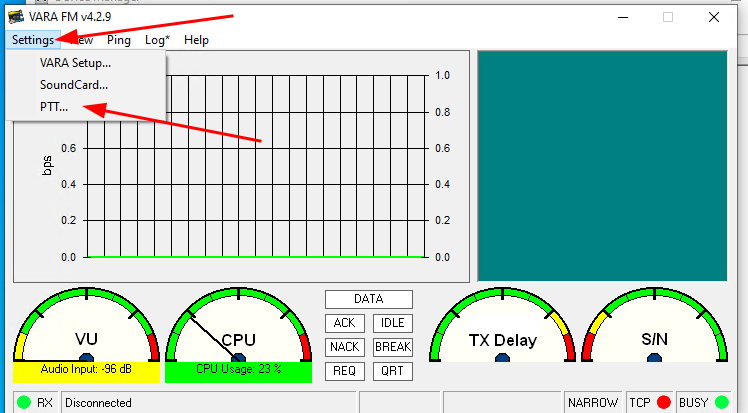 VARA FM v4.2.9
Settings Ping Log* Help
VARA Setup...
SoundCard...
PTT...
1.0
0.8
0.6 0.6
0.4 0.4
0.2 0.2
0.0 0.0
bps
DATA
ACK IDLE
NACK BREAK
REQ QRT
VU
Audio Input: -96 dB
CPU
CPU Usage: 23 %
TX Delay
S/N
RX Disconnected NARROW TCP BUSY